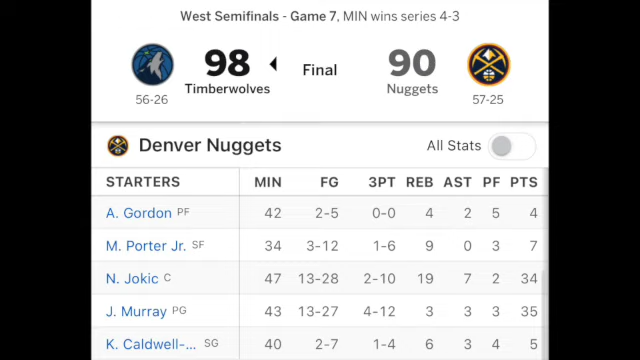 West Semifinals - Game 7, MIN wins series 4-3
98 Final 90
Timberwolves Nuggets
56-26 57-25
Denver Nuggets All Stats
STARTERS MIN FG 3PT REB AST PF PTS
A. Gordon PF 42 2-5 0-0 4 2 5 4
M. Porter Jr. SF 34 3-12 1-6 9 0 3 7
N. Jokic C 47 13-28 2-10 19 7 2 34
J. Murray PG 43 13-27 4-12 3 3 3 35
K. Caldwell-... SG 40 2-7 1-4 6 3 4 5